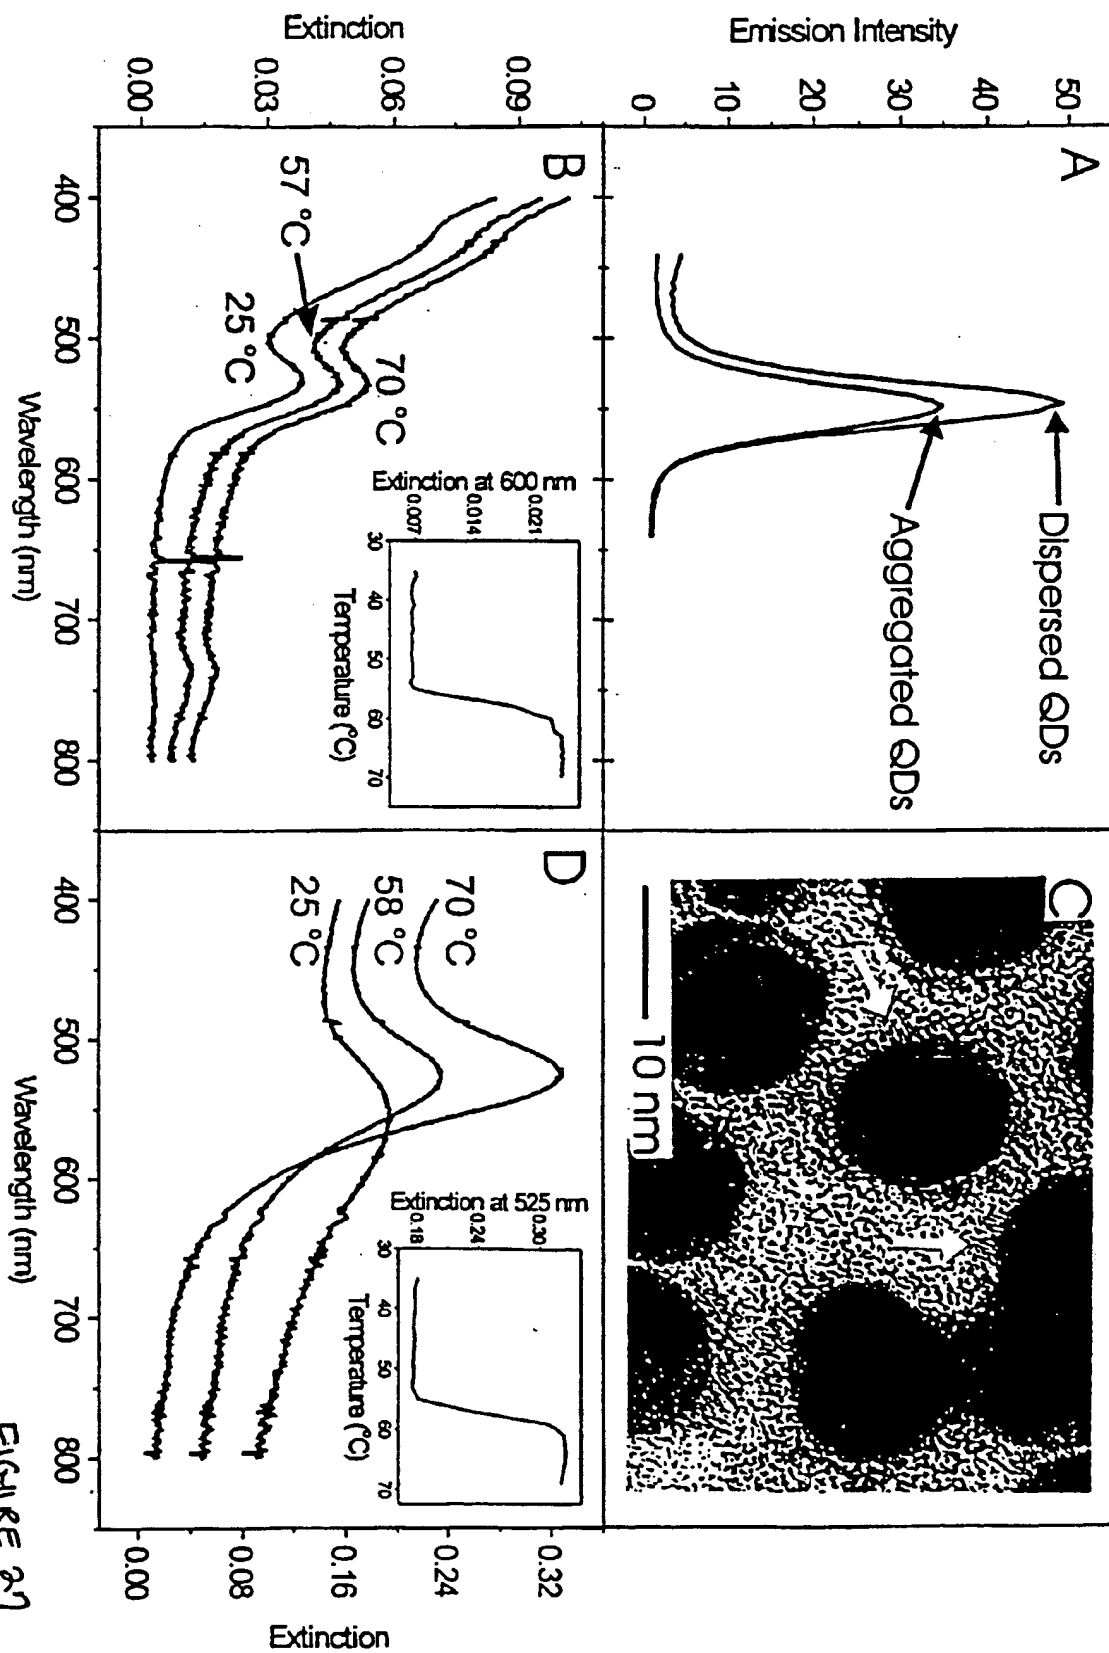 A
Emission Intensity
50
40
30
20
10
0
Dispersed QDs
Aggregated QDs
B
Extinction
0.09
0.06
0.03
0.00
57 °C
25 °C
70 °C
Extinction at 600 nm
0.021
0.014
0.007
30
40
50
60
70
Temperature (°C)
400
500
600
700
800
Wavelength (nm)
C
10 nm
D
70 °C
58 °C
25 °C
Extinction at 525 nm
0.30
0.24
0.18
30
40
50
60
70
Temperature (°C)
0.32
0.24
0.16
0.08
0.00
Extinction
400
500
600
700
800
Wavelength (nm)
FIGURE 27